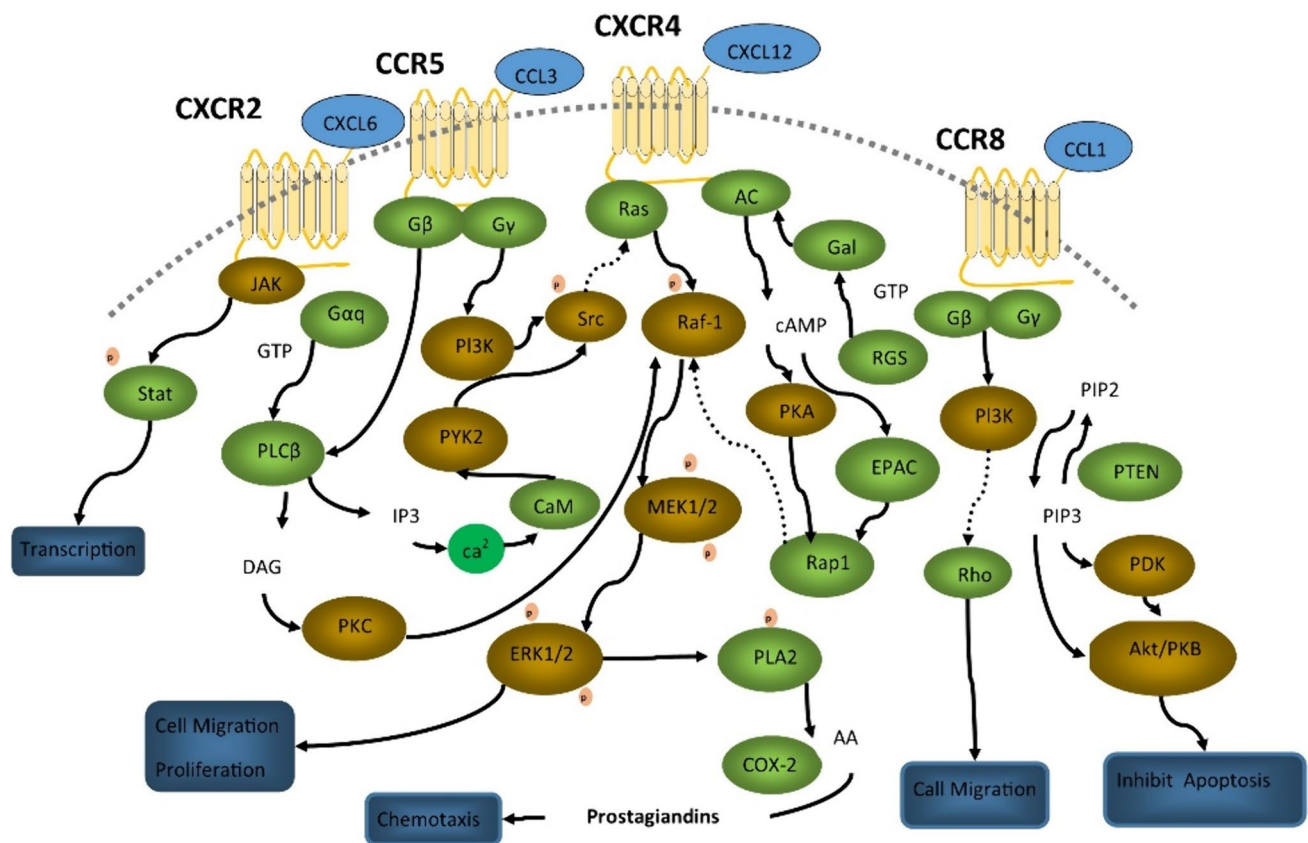 CXCR4
CXCL12
CCR5
CCL3
CXCR2
CXCL6
CCR8
CCL1
Ras
AC
Gβ
Gγ
Gal
JAK
P
P
Src
Raf-1
GTP
Gβ
Gγ
Gαq
GTP
PI3K
cAMP
RGS
P
Stat
PIP2
PKA
PI3K
PYK2
PLCβ
EPAC
PTEN
P
MEK1/2
P
CaM
IP3
ca2
PIP3
Transcription
DAG
Rap1
Rho
PDK
PKC
P
ERK1/2
P
P
PLA2
Akt/PKB
Cell Migration
Proliferation
AA
COX-2
Call Migration
Inhibit Apoptosis
Chemotaxis
Prostagiandins